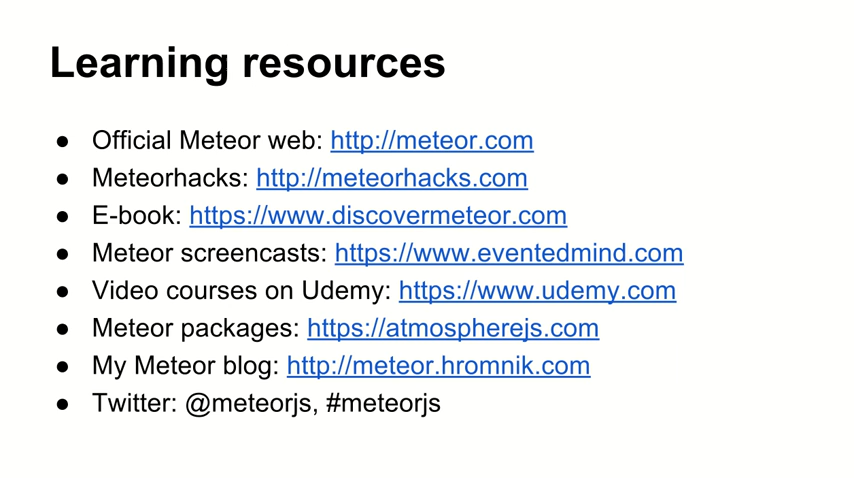 Learning resources
● Official Meteor web: http://meteor.com
● Meteorhacks: http://meteorhacks.com
● E-book: https://www.discovermeteor.com
● Meteor screencasts: https://www.eventedmind.com
● Video courses on Udemy: https://www.udemy.com
● Meteor packages: https://atmospherejs.com
● My Meteor blog: http://meteor.hromnik.com
● Twitter: @meteorjs, #meteorjs